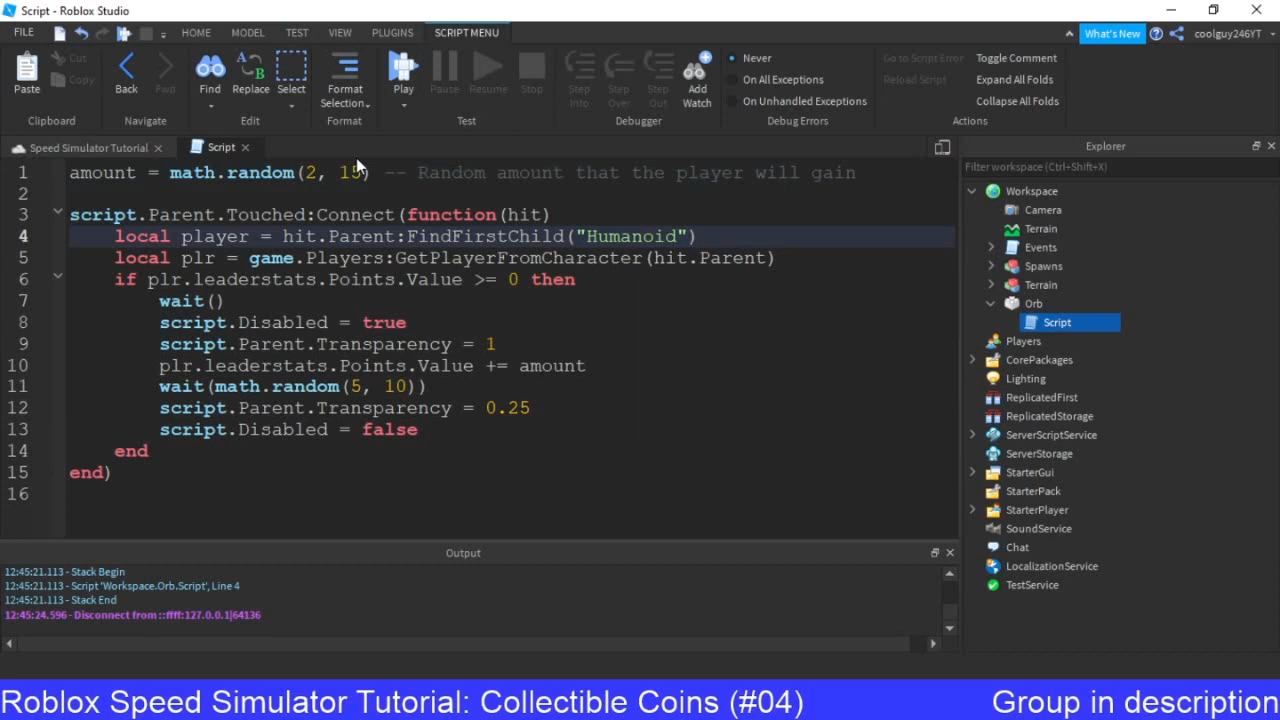 Script - Roblox Studio
FILE HOME MODEL TEST VIEW PLUGINS SCRIPT MENU What's New coolguy246YT
Paste Cut Copy Back Fwd Find Replace Select Format Selection Play Pause Resume Stop Step Into Step Over Step Out Add Watch
Never
On All Exceptions
On Unhandled Exceptions
Go to Script Error
Reload Script
Toggle Comment
Expand All Folds
Collapse All Folds
Clipboard Navigate Edit Format Test Debugger Debug Errors Actions
Speed Simulator Tutorial Script
1 amount = math.random(2, 15) -- Random amount that the player will gain
2
3 script.Parent.Touched:Connect(function(hit)
4 local player = hit.Parent:FindFirstChild("Humanoid")
5 local plr = game.Players:GetPlayerFromCharacter(hit.Parent)
6 if plr.leaderstats.Points.Value >= 0 then
7 wait()
8 script.Disabled = true
9 script.Parent.Transparency = 1
10 plr.leaderstats.Points.Value += amount
11 wait(math.random(5, 10))
12 script.Parent.Transparency = 0.25
13 script.Disabled = false
14 end
15 end)
16
Output
12:45:21.113 - Stack Begin
12:45:21.113 - Script 'Workspace.Orb.Script', Line 4
12:45:21.113 - Stack End
12:45:24.596 - Disconnect from ::ffff:127.0.0.1|64136
Explorer
Filter workspace (Ctrl+Shift+X)
Workspace
Camera
Terrain
Events
Spawns
Terrain
Orb
Script
Players
CorePackages
Lighting
ReplicatedFirst
ReplicatedStorage
ServerScriptService
ServerStorage
StarterGui
StarterPack
StarterPlayer
SoundService
Chat
LocalizationService
TestService
Roblox Speed Simulator Tutorial: Collectible Coins (#04)
Group in description